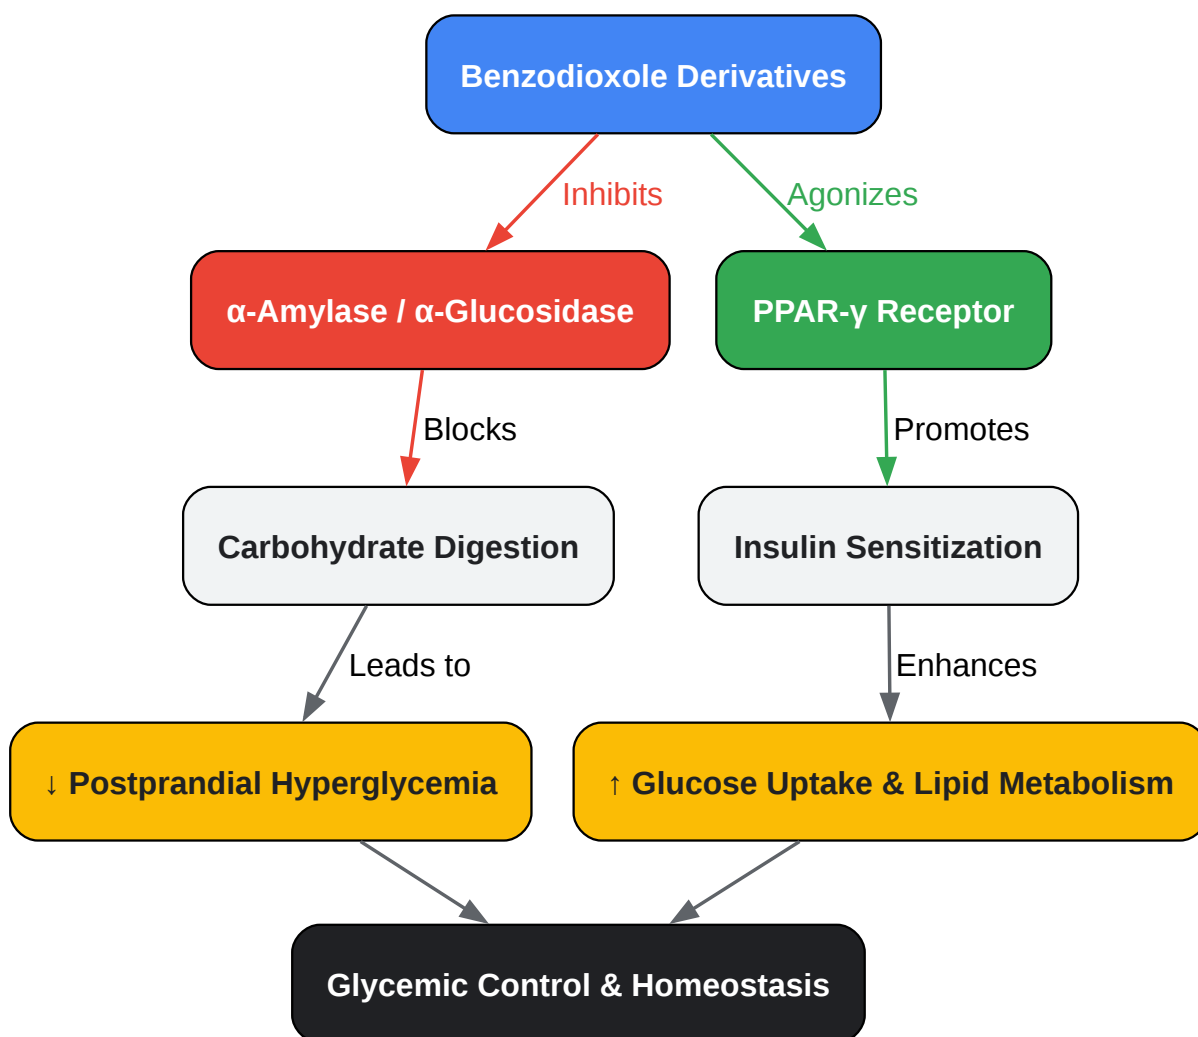 Benzodioxole Derivatives
Inhibits
Agonizes
α-Amylase / α-Glucosidase
PPAR-γ Receptor
Blocks
Promotes
Carbohydrate Digestion
Insulin Sensitization
Leads to
Enhances
↓ Postprandial Hyperglycemia
↑ Glucose Uptake & Lipid Metabolism
Glycemic Control & Homeostasis